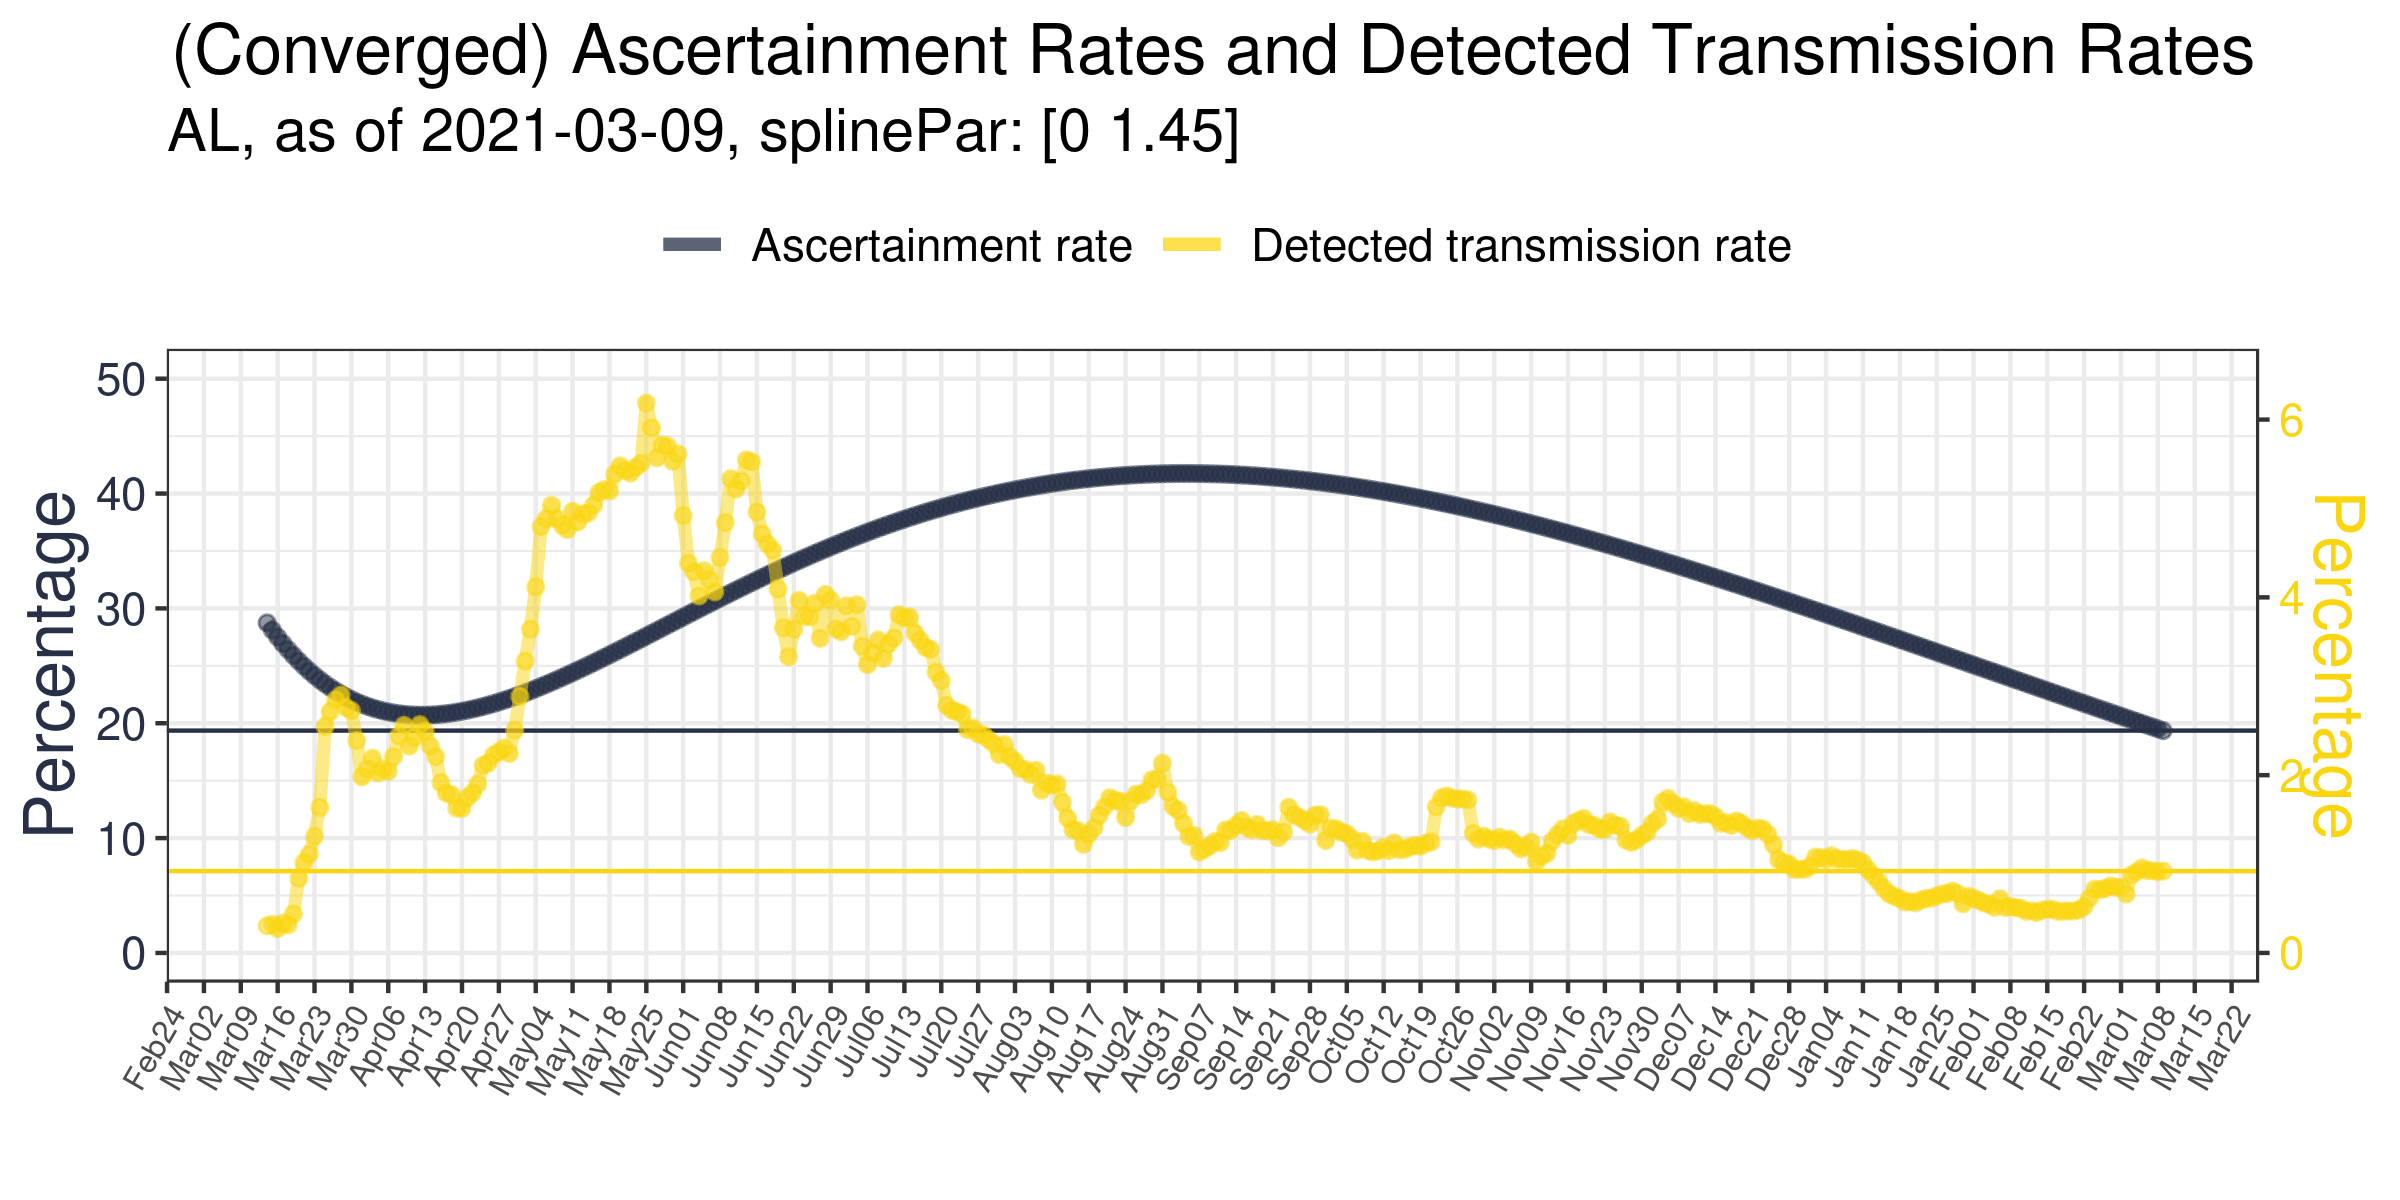 (Converged) Ascertainment Rates and Detected Transmission Rates
AL, as of 2021-03-09, splinePar: [0 1.45]
Ascertainment rate
Detected transmission rate
Percentage
50
40
30
20
10
0
6
4
2
0
Percentage
Feb24
Mar02
Mar09
Mar16
Mar23
Mar30
Apr06
Apr13
Apr20
Apr27
May04
May11
May18
May25
Jun01
Jun08
Jun15
Jun22
Jun29
Jul06
Jul13
Jul20
Jul27
Aug03
Aug10
Aug17
Aug24
Aug31
Sep07
Sep14
Sep21
Sep28
Oct05
Oct12
Oct19
Oct26
Nov02
Nov09
Nov16
Nov23
Nov30
Dec07
Dec14
Dec21
Dec28
Jan04
Jan11
Jan18
Jan25
Feb01
Feb08
Feb15
Feb22
Mar01
Mar08
Mar15
Mar22